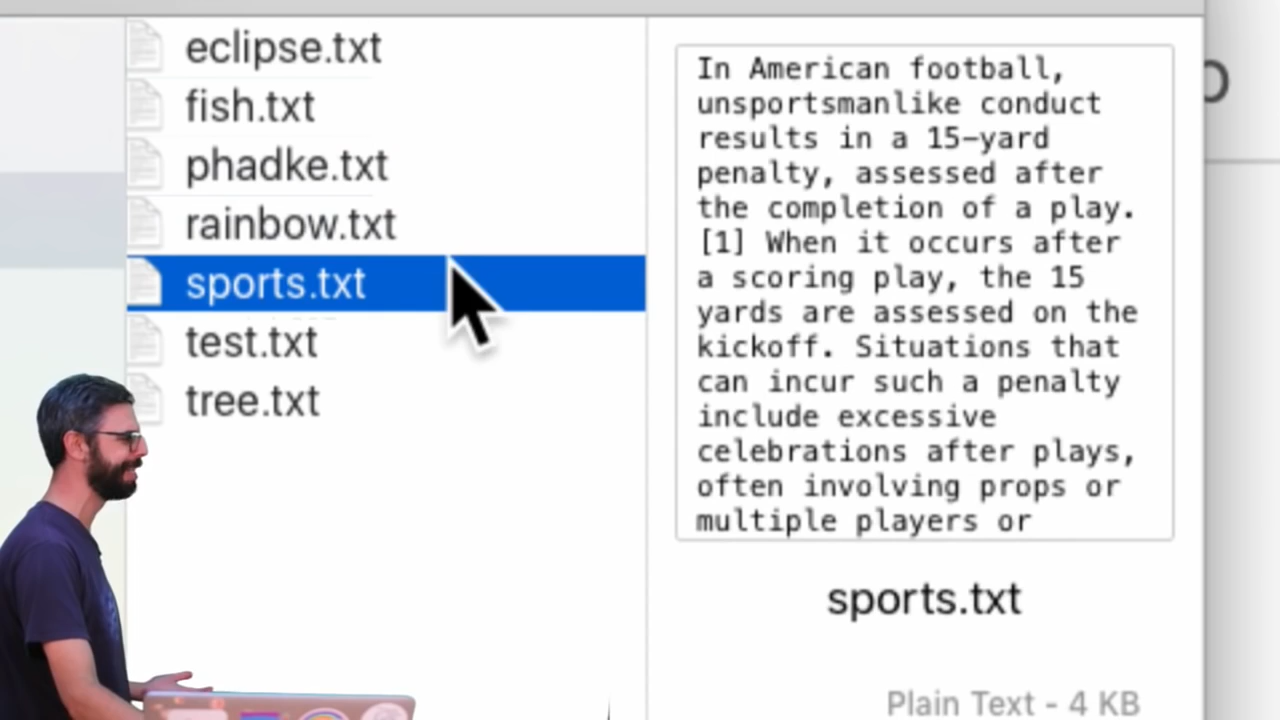 eclipse.txt
fish.txt
phadke.txt
rainbow.txt
sports.txt
test.txt
tree.txt
In American football,
unsportsmanlike conduct
results in a 15-yard
penalty, assessed after
the completion of a play.
[1] When it occurs after
a scoring play, the 15
yards are assessed on the
kickoff. Situations that
can incur such a penalty
include excessive
celebrations after plays,
often involving props or
multiple players or
sports.txt
Plain Text - 4 KB